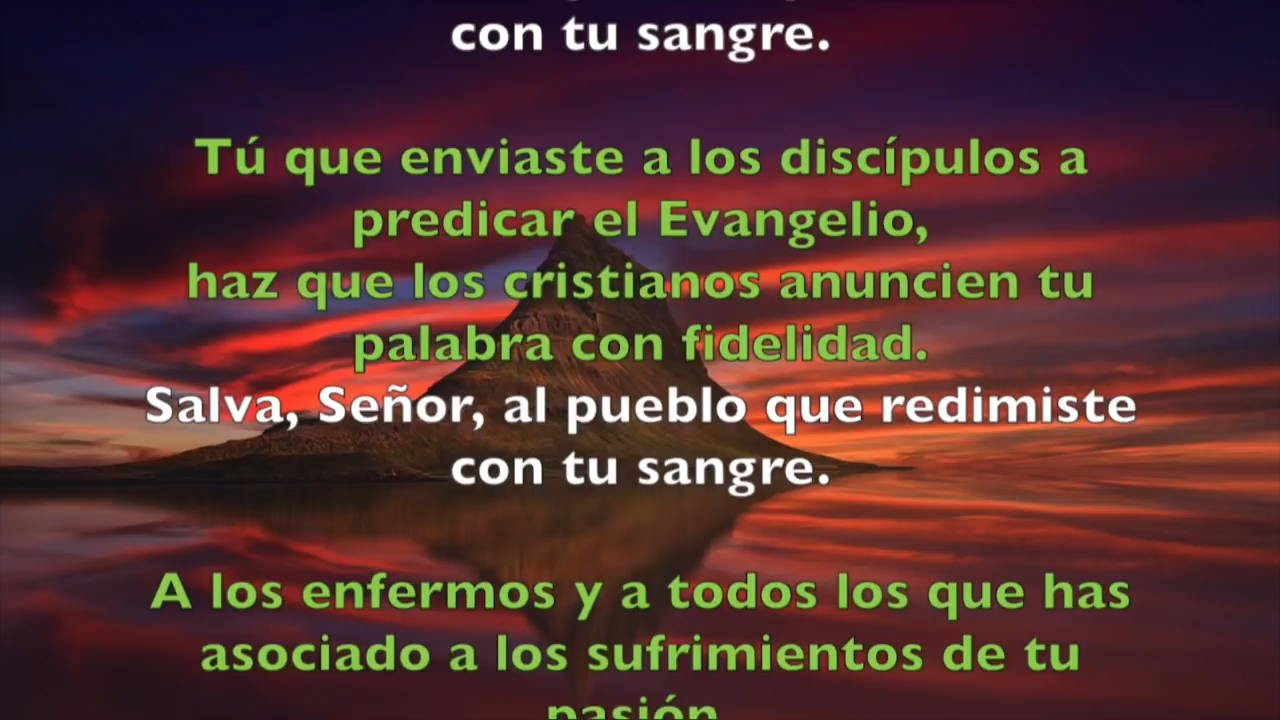 con tu sangre.
Tú que enviaste a los discípulos a
predicar el Evangelio,
haz que los cristianos anuncien tu
palabra con fidelidad.
Salva, Señor, al pueblo que redimiste
con tu sangre.
A los enfermos y a todos los que has
asociado a los sufrimientos de tu
pasión